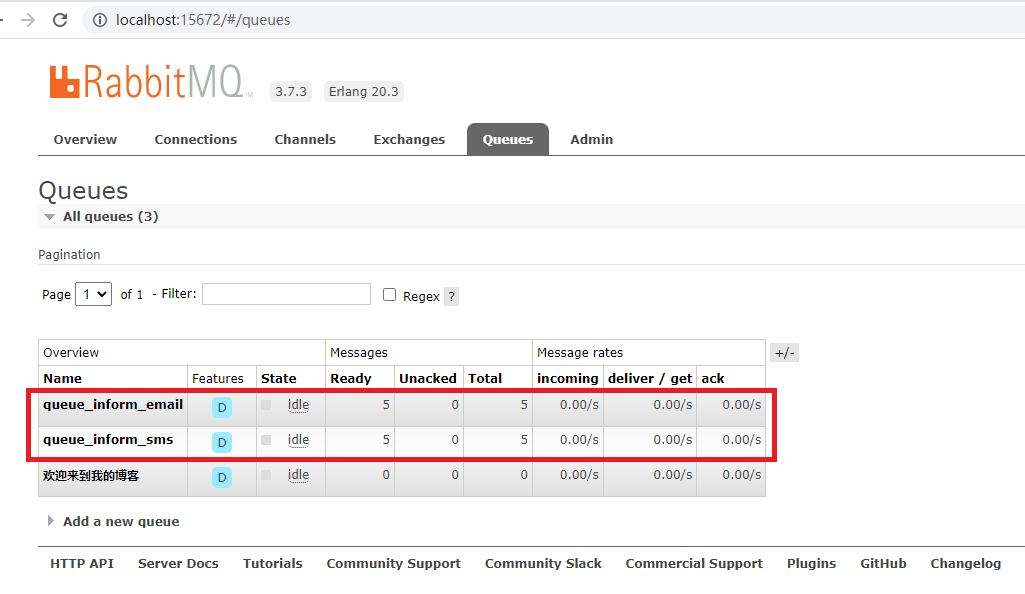 localhost:15672/#/queues
RabbitMQ TM 3.7.3 Erlang 20.3
Overview Connections Channels Exchanges Queues Admin
Queues
All queues (3)
Pagination
Page 1 of 1 - Filter: Regex ?
Overview Messages Message rates +/-
Name Features State Ready Unacked Total incoming deliver / get ack
queue_inform_email D idle 5 0 5 0.00/s 0.00/s 0.00/s
queue_inform_sms D idle 5 0 5 0.00/s 0.00/s 0.00/s
欢迎来到我的博客 D idle 0 0 0 0.00/s 0.00/s 0.00/s
Add a new queue
HTTP API Server Docs Tutorials Community Support Community Slack Commercial Support Plugins GitHub Changelog